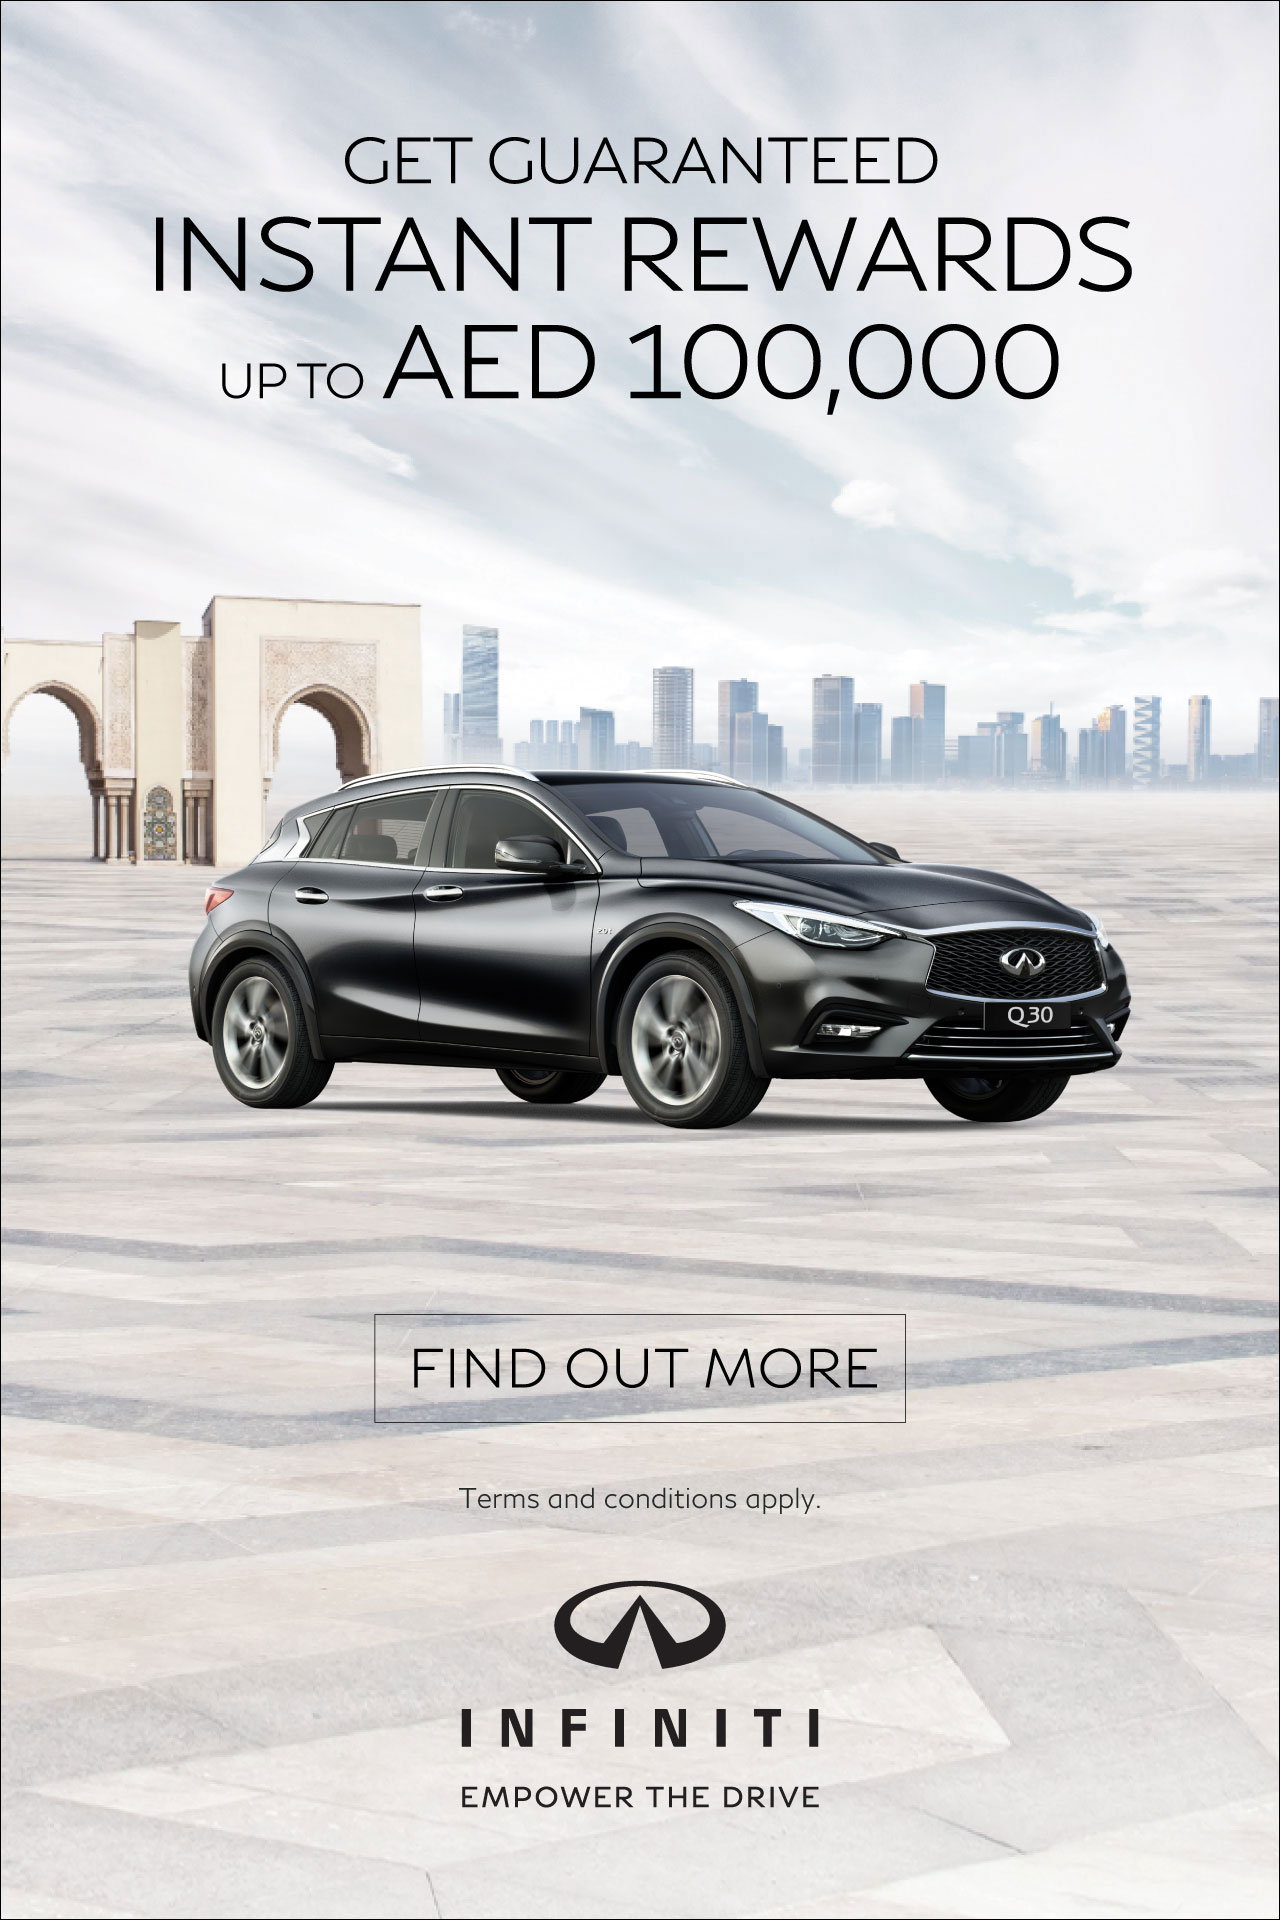 GET GUARANTEED
INSTANT REWARDS
UP TO AED 100,000
Q30
FIND OUT MORE
Terms and conditions apply.
INFINITI
EMPOWER THE DRIVE